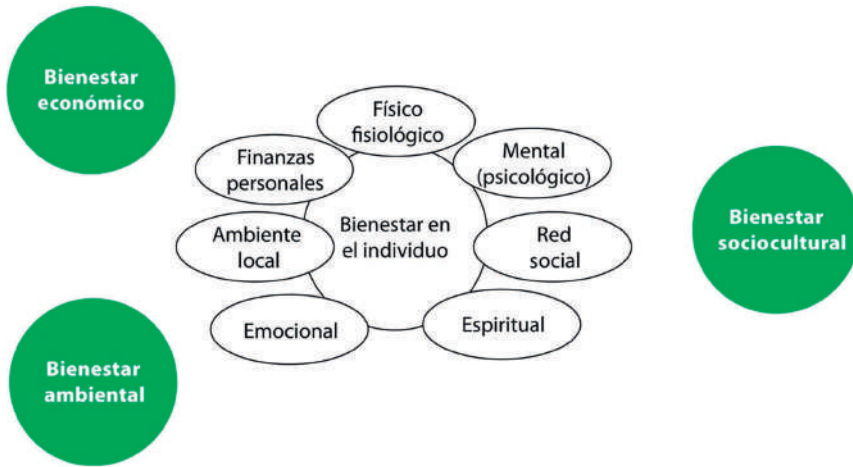 Bienestar
económico
Físico
fisiológico
Finanzas
personales
Mental
(psicológico)
Bienestar en
el individuo
Ambiente
local
Red
social
Bienestar
sociocultural
Emocional
Espiritual
Bienestar
ambiental